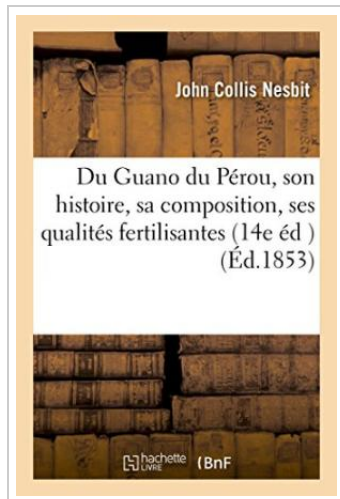 John Collis Nesbit
Du Guano du Pérou, son
histoire, sa composition, ses
qualités fertilisantes (14e éd )
(Éd.1853)
hachette
LIVRE
(BnF